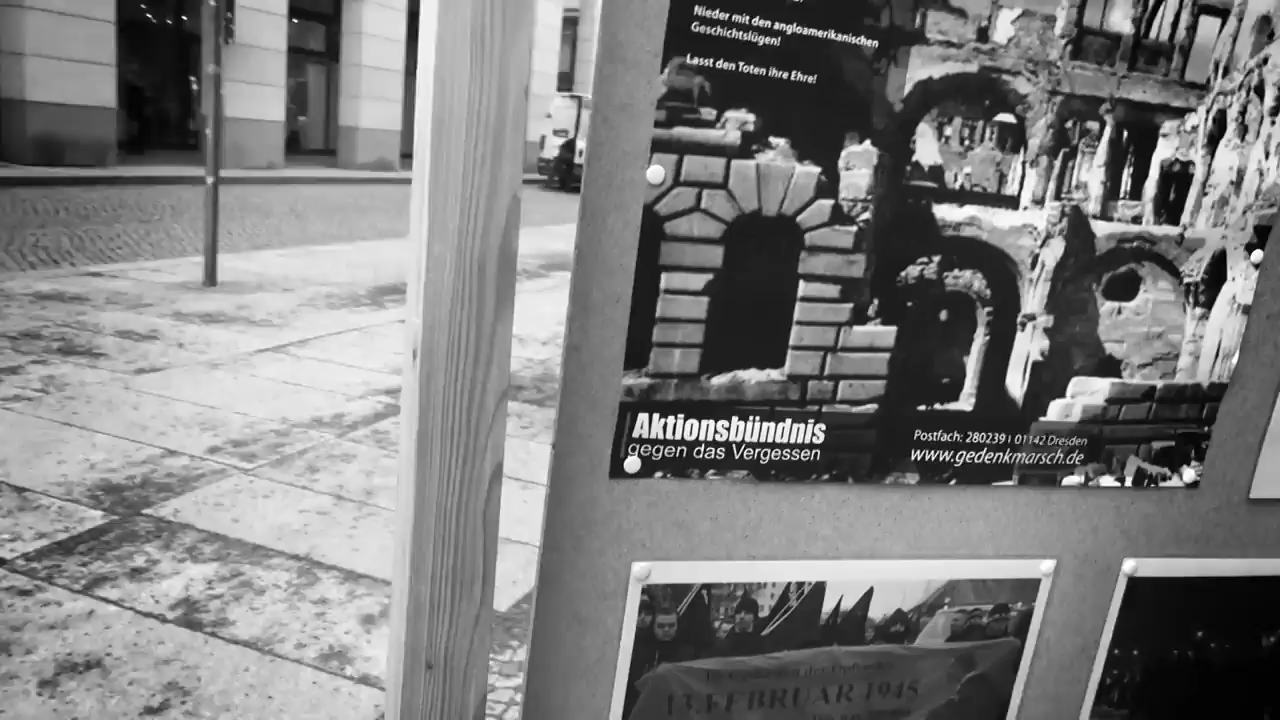 Nieder mit den angloamerikanischen
Geschichtslügen!
Lasst den Toten ihre Ehre!
Aktionsbündnis
gegen das Vergessen
Postfach: 280239 01142 Dresden
www.gedenkmarsch.de
13. FEBRUAR 1945